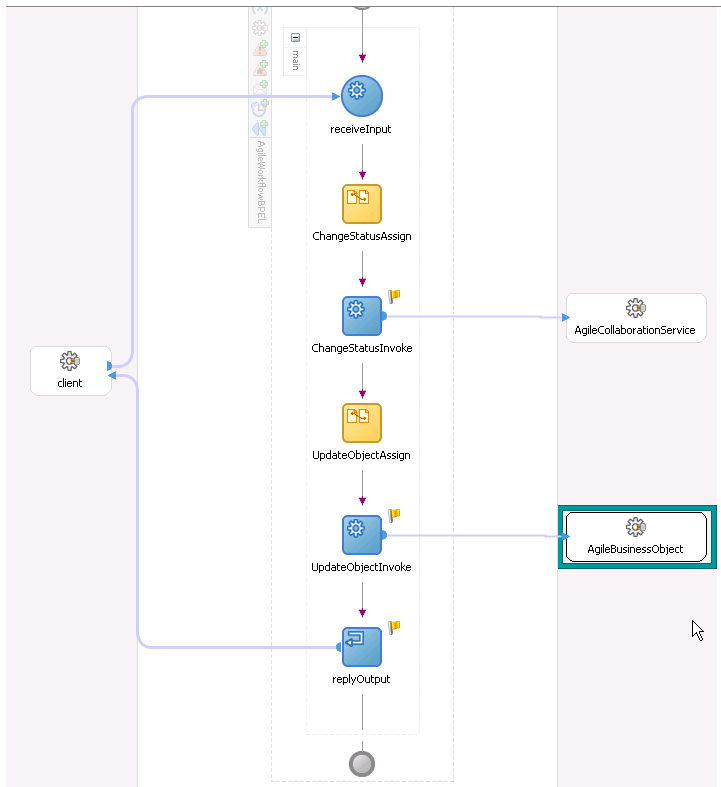 main
receiveInput
AgileWorkflowBPEL
ChangeStatusAssign
ChangeStatusInvoke
AgileCollaborationService
client
UpdateObjectAssign
UpdateObjectInvoke
AgileBusinessObject
replyOutput